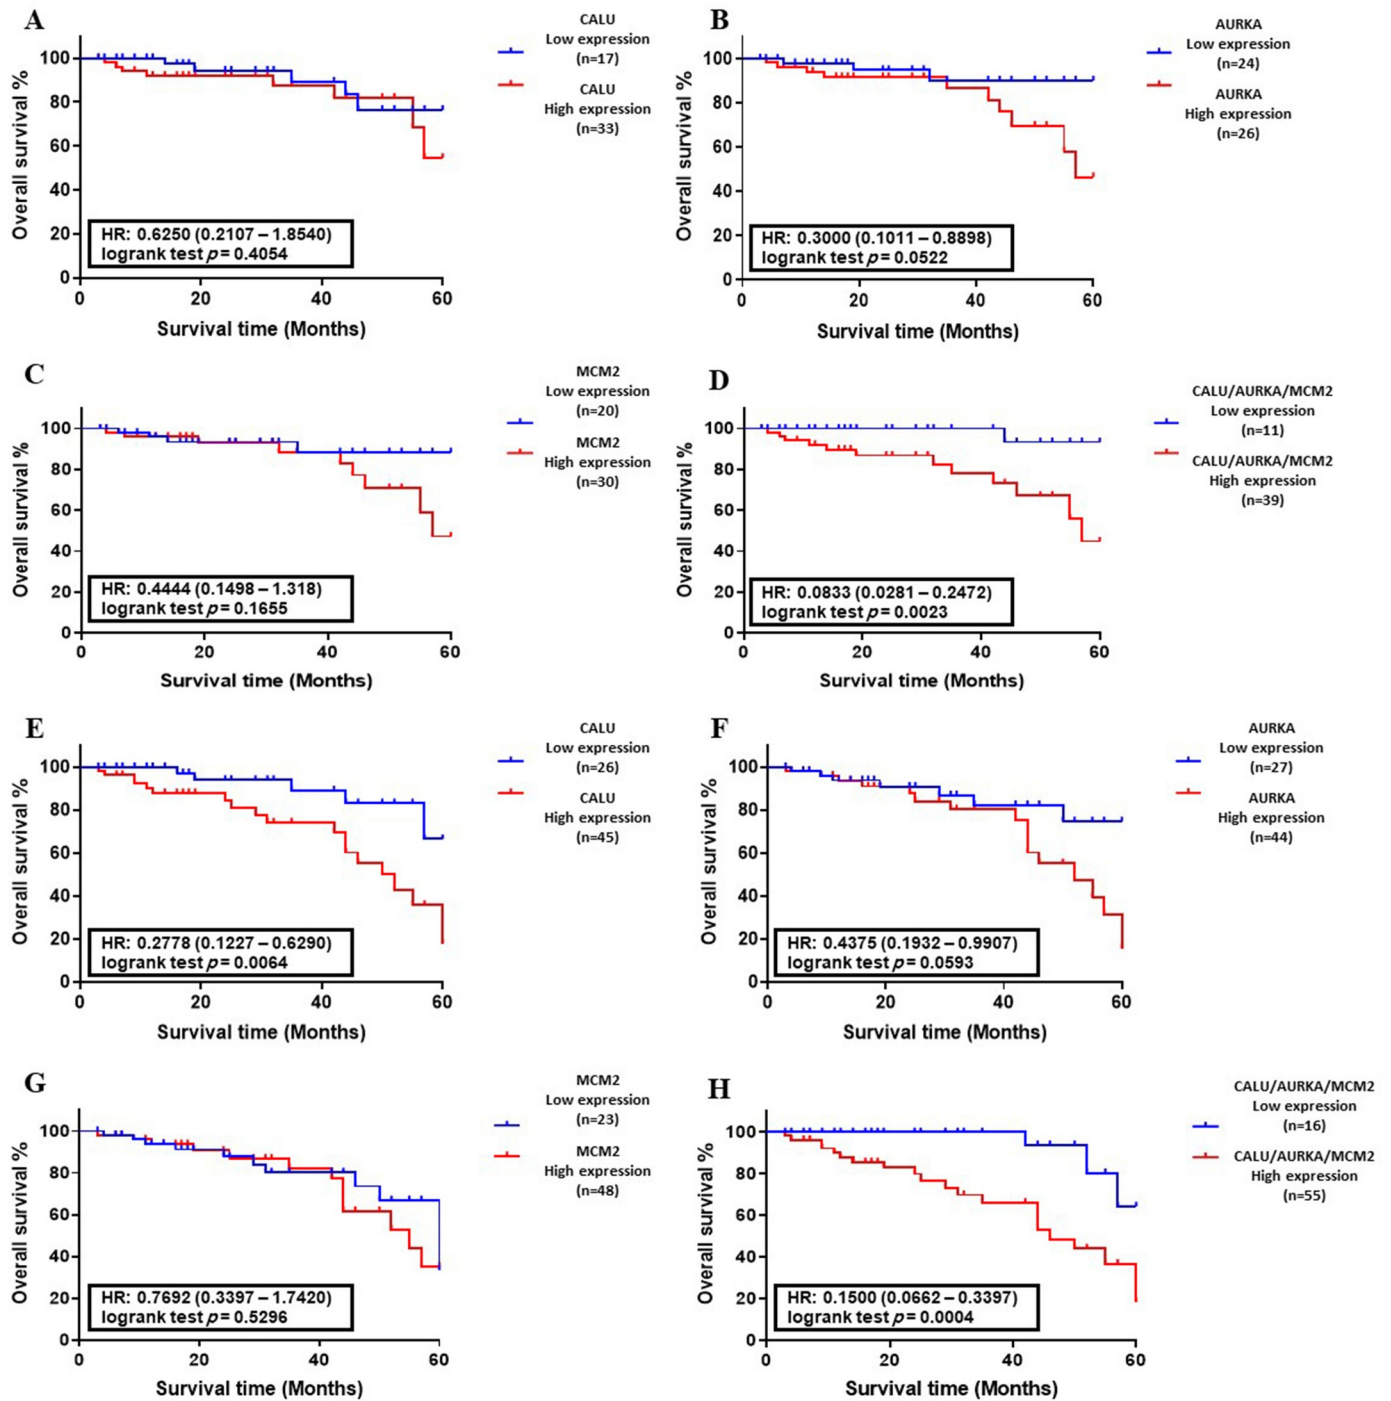 A
CALU
Low expression
(n=17)
CALU
High expression
(n=33)
Overall survival %
100
80
60
40
20
0
HR: 0.6250 (0.2107 – 1.8540)
logrank test p = 0.4054
0 20 40 60
Survival time (Months)
B
AURKA
Low expression
(n=24)
AURKA
High expression
(n=26)
Overall survival %
100
80
60
40
20
0
HR: 0.3000 (0.1011 – 0.8898)
logrank test p = 0.0522
0 20 40 60
Survival time (Months)
C
MCM2
Low expression
(n=20)
MCM2
High expression
(n=30)
Overall survival %
100
80
60
40
20
0
HR: 0.4444 (0.1498 – 1.318)
logrank test p = 0.1655
0 20 40 60
Survival time (Months)
D
CALU/AURKA/MCM2
Low expression
(n=11)
CALU/AURKA/MCM2
High expression
(n=39)
Overall survival %
100
80
60
40
20
0
HR: 0.0833 (0.0281 – 0.2472)
logrank test p = 0.0023
0 20 40 60
Survival time (Months)
E
CALU
Low expression
(n=26)
CALU
High expression
(n=45)
Overall survival %
100
80
60
40
20
0
HR: 0.2778 (0.1227 – 0.6290)
logrank test p = 0.0064
0 20 40 60
Survival time (Months)
F
AURKA
Low expression
(n=27)
AURKA
High expression
(n=44)
Overall survival %
100
80
60
40
20
0
HR: 0.4375 (0.1932 – 0.9907)
logrank test p = 0.0593
0 20 40 60
Survival time (Months)
G
MCM2
Low expression
(n=23)
MCM2
High expression
(n=48)
Overall survival %
100
80
60
40
20
0
HR: 0.7692 (0.3397 – 1.7420)
logrank test p = 0.5296
0 20 40 60
Survival time (Months)
H
CALU/AURKA/MCM2
Low expression
(n=16)
CALU/AURKA/MCM2
High expression
(n=55)
Overall survival %
100
80
60
40
20
0
HR: 0.1500 (0.0662 – 0.3397)
logrank test p = 0.0004
0 20 40 60
Survival time (Months)